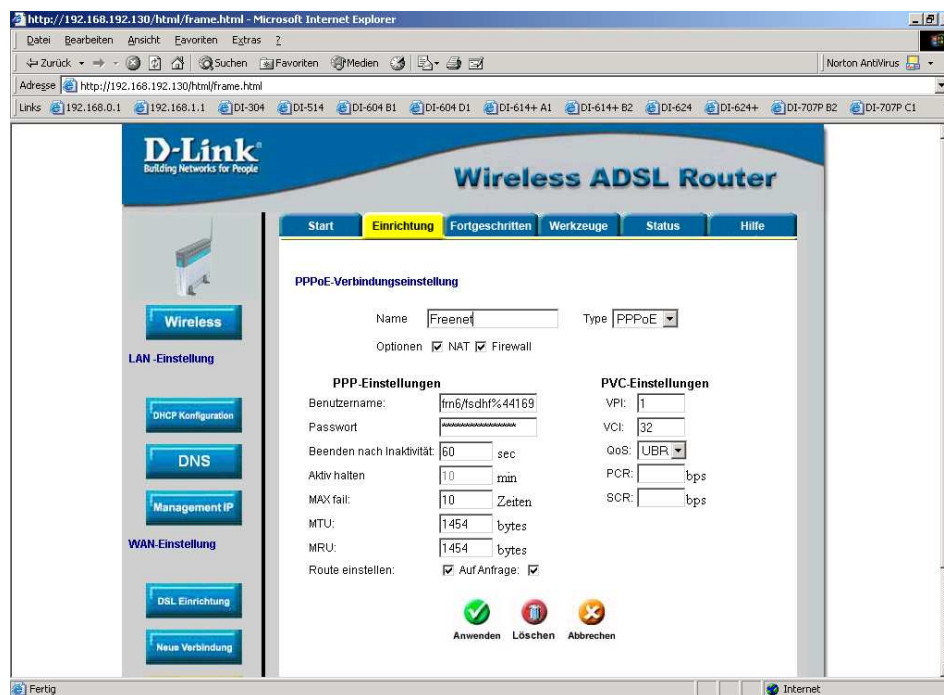 http://192.168.192.130/html/frame.html - Microsoft Internet Explorer
Datei Bearbeiten Ansicht Favoriten Extras ?
Zurück Suchen Favoriten Medien Norton AntiVirus
Adresse http://192.168.192.130/html/frame.html
Links 192.168.0.1 192.168.1.1 DI-304 DI-514 DI-604 B1 DI-604 D1 DI-614+ A1 DI-614+ B2 DI-624 DI-624+ DI-707P B2 DI-707P C1
D-Link
Building Networks for People
Wireless ADSL Router
Start Einrichtung Fortgeschritten Werkzeuge Status Hilfe
Wireless
LAN -Einstellung
DHCP Konfiguration
DNS
Management IP
WAN-Einstellung
DSL Einrichtung
Neue Verbindung
PPPoE-Verbindungseinstellung
Name Freenet Type PPPoE
Optionen NAT Firewall
PPP-Einstellungen
Benutzername: frn6/fsdhf%44169
Passwort ****************
Beenden nach Inaktivität: 60 sec
Aktiv halten 10 min
MAX fail: 10 Zeiten
MTU: 1454 bytes
MRU: 1454 bytes
Route einstellen: Auf Anfrage:
PVC-Einstellungen
VPI: 1
VCI: 32
QoS: UBR
PCR: bps
SCR: bps
Anwenden Löschen Abbrechen
Fertig Internet